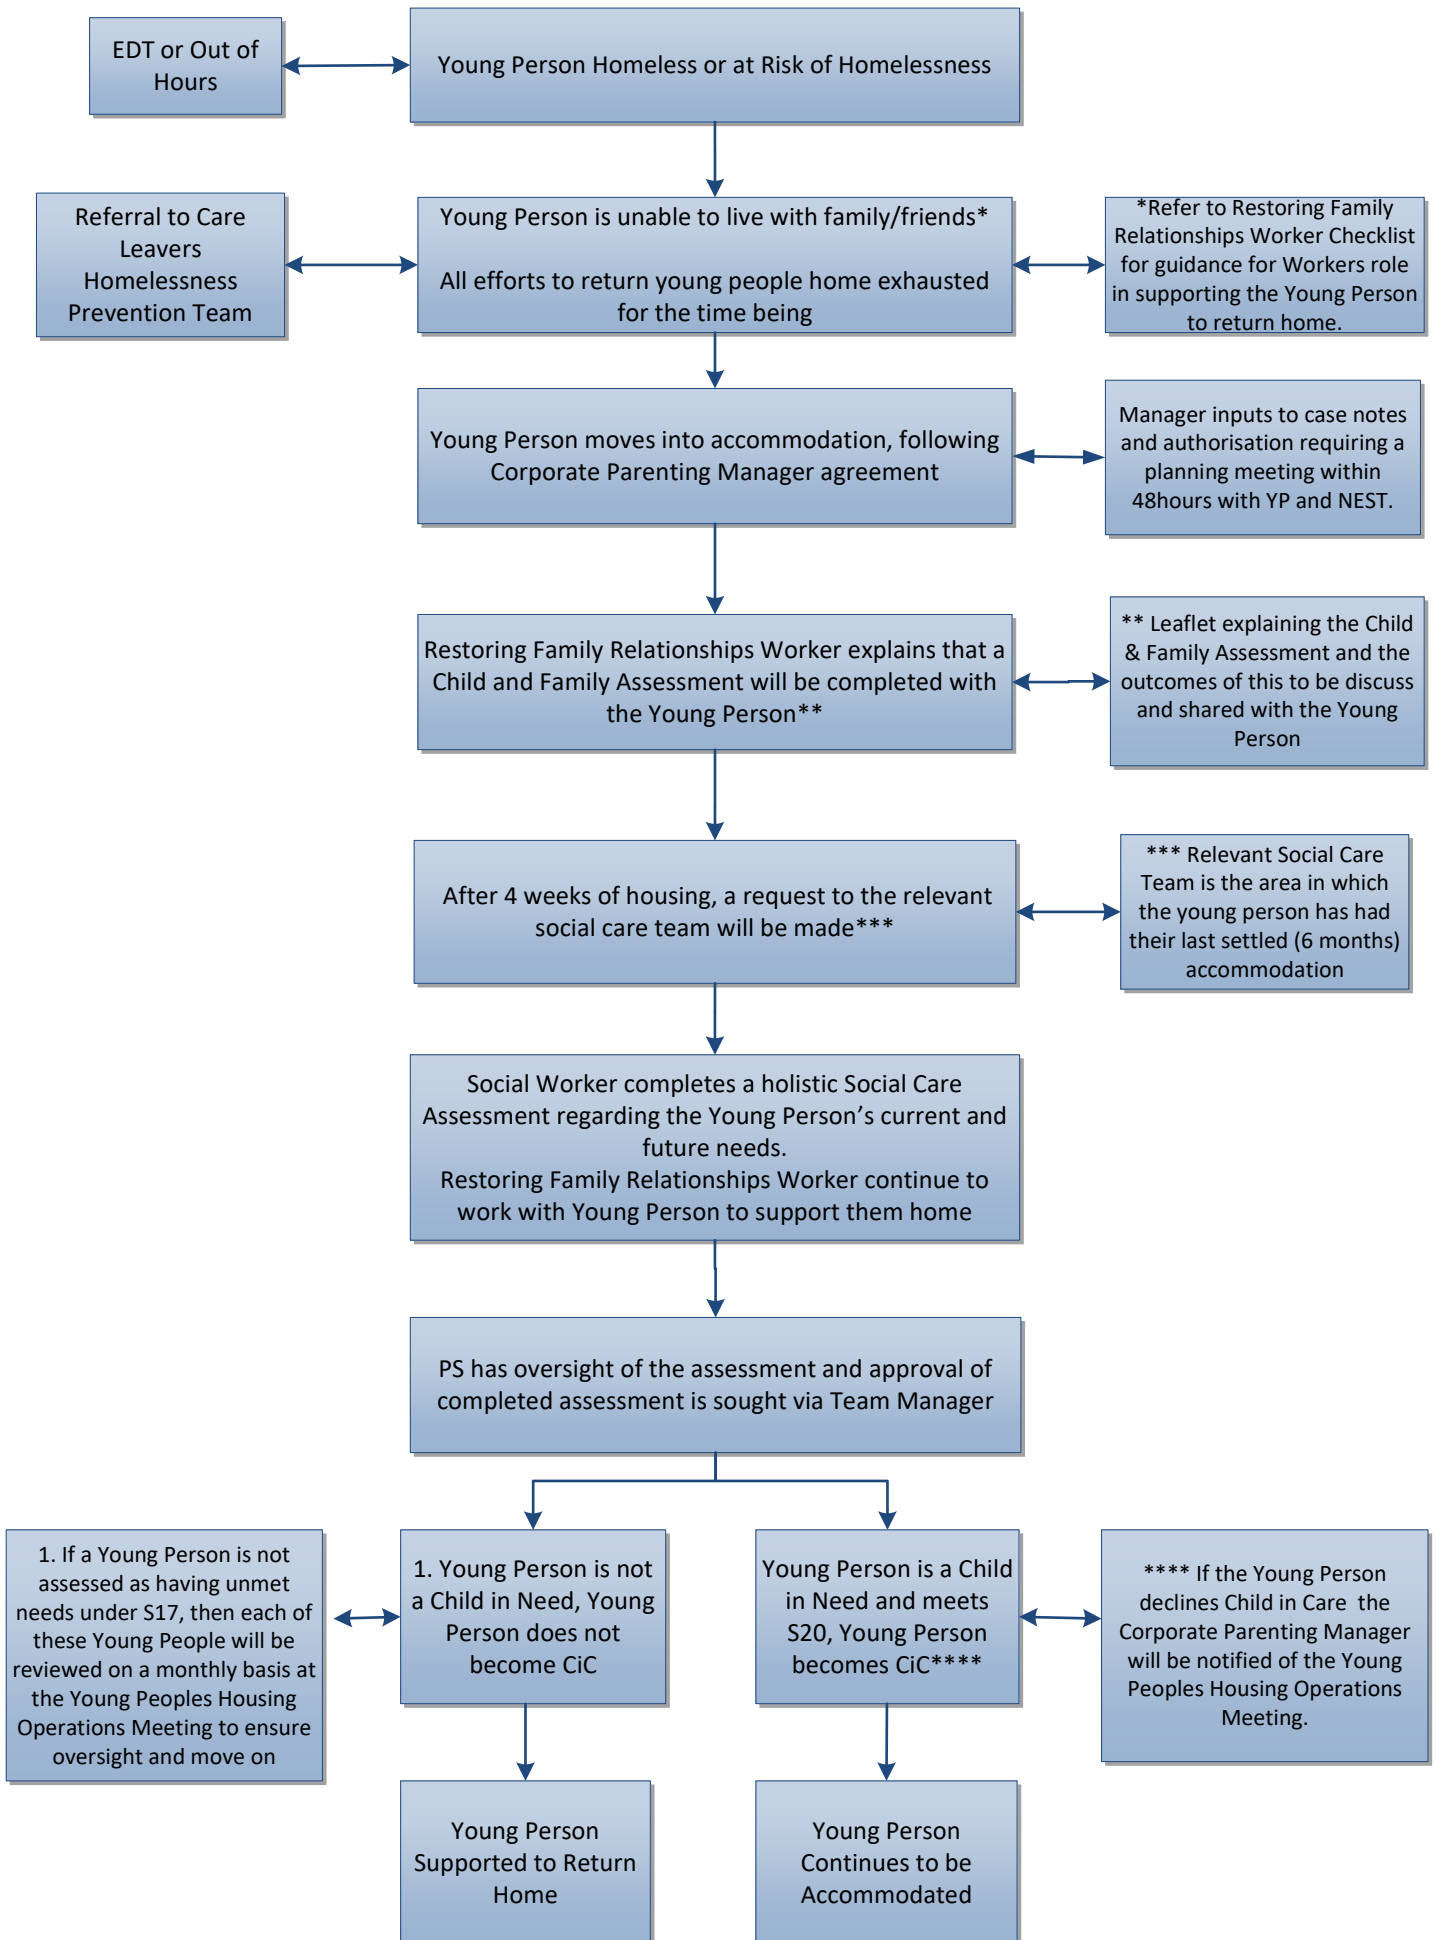 EDT or Out of
Hours
Young Person Homeless or at Risk of Homelessness
Referral to Care
Leavers
Homelessness
Prevention Team
Young Person is unable to live with family/friends*
All efforts to return young people home exhausted
for the time being
*Refer to Restoring Family
Relationships Worker Checklist
for guidance for Workers role
in supporting the Young Person
to return home.
Young Person moves into accommodation, following
Corporate Parenting Manager agreement
Manager inputs to case notes
and authorisation requiring a
planning meeting within
48hours with YP and NEST.
Restoring Family Relationships Worker explains that a
Child and Family Assessment will be completed with
the Young Person**
** Leaflet explaining the Child
& Family Assessment and the
outcomes of this to be discuss
and shared with the Young
Person
After 4 weeks of housing, a request to the relevant
social care team will be made***
*** Relevant Social Care
Team is the area in which
the young person has had
their last settled (6 months)
accommodation
Social Worker completes a holistic Social Care
Assessment regarding the Young Person’s current and
future needs.
Restoring Family Relationships Worker continue to
work with Young Person to support them home
PS has oversight of the assessment and approval of
completed assessment is sought via Team Manager
1. If a Young Person is not
assessed as having unmet
needs under S17, then each of
these Young People will be
reviewed on a monthly basis at
the Young Peoples Housing
Operations Meeting to ensure
oversight and move on
1. Young Person is not
a Child in Need, Young
Person does not
become CiC
Young Person is a Child
in Need and meets
S20, Young Person
becomes CiC****
**** If the Young Person
declines Child in Care  the
Corporate Parenting Manager
will be notified of the Young
Peoples Housing Operations
Meeting.
Young Person
Supported to Return
Home
Young Person
Continues to be
Accommodated